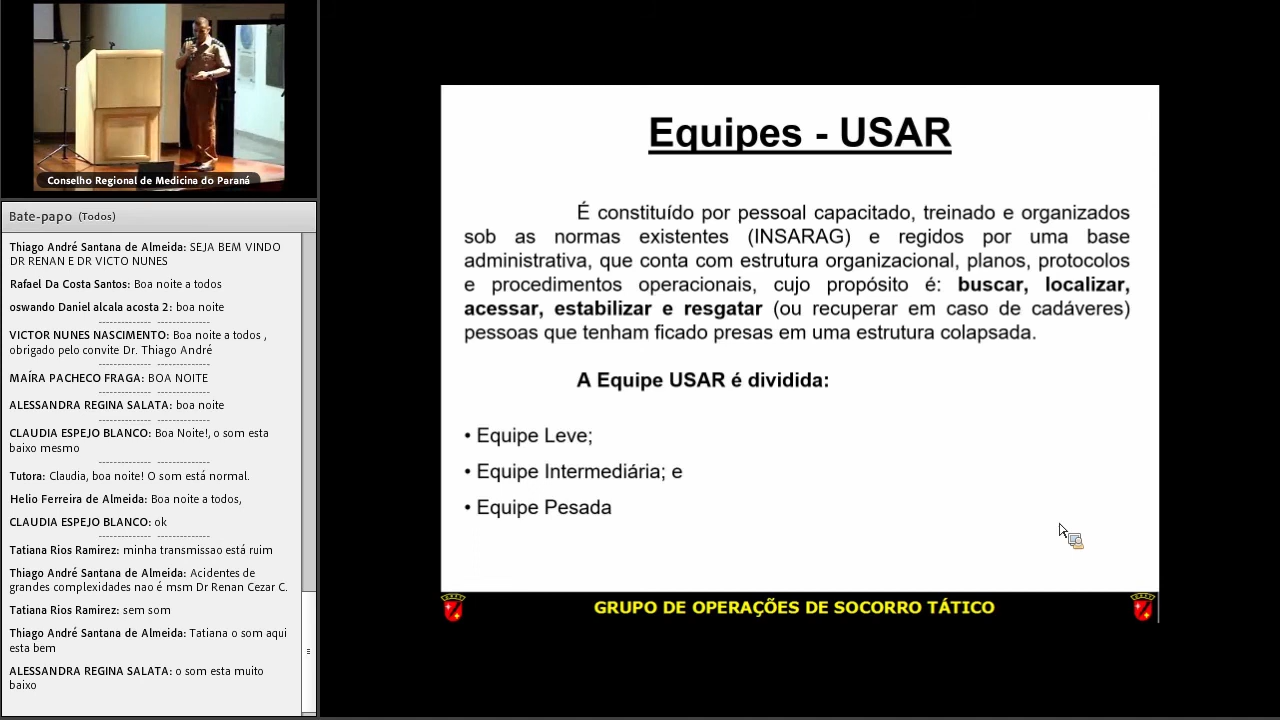 Conselho Regional de Medicina do Paraná
Bate-papo (Todos)
Thiago André Santana de Almeida: SEJA BEM VINDO
DR RENAN E DR VICTO NUNES
Rafael Da Costa Santos: Boa noite a todos
oswando Daniel alcala acosta 2: boa noite
-------------- --------------
VICTOR NUNES NASCIMENTO: Boa noite a todos ,
obrigado pelo convite Dr. Thiago André
-------------- --------------
MAÍRA PACHECO FRAGA: BOA NOITE
-------------- --------------
ALESSANDRA REGINA SALATA: boa noite
-------------- --------------
CLAUDIA ESPEJO BLANCO: Boa Noite!, o som esta
baixo mesmo
-------------- --------------
Tutora: Claudia, boa noite! O som está normal.
Helio Ferreira de Almeida: Boa noite a todos,
CLAUDIA ESPEJO BLANCO: ok
-------------- --------------
Tatiana Rios Ramirez: minha transmissao está ruim
Thiago André Santana de Almeida: Acidentes de
grandes complexidades nao é msm Dr Renan Cezar C.
Tatiana Rios Ramirez: sem som
Thiago André Santana de Almeida: Tatiana o som aqui
esta bem
ALESSANDRA REGINA SALATA: o som esta muito
baixo
Equipes - USAR
É constituído por pessoal capacitado, treinado e organizados
sob as normas existentes (INSARAG) e regidos por uma base
administrativa, que conta com estrutura organizacional, planos, protocolos
e procedimentos operacionais, cujo propósito é: buscar, localizar,
acessar, estabilizar e resgatar (ou recuperar em caso de cadáveres)
pessoas que tenham ficado presas em uma estrutura colapsada.
A Equipe USAR é dividida:
• Equipe Leve;
• Equipe Intermediária; e
• Equipe Pesada
GRUPO DE OPERAÇÕES DE SOCORRO TÁTICO